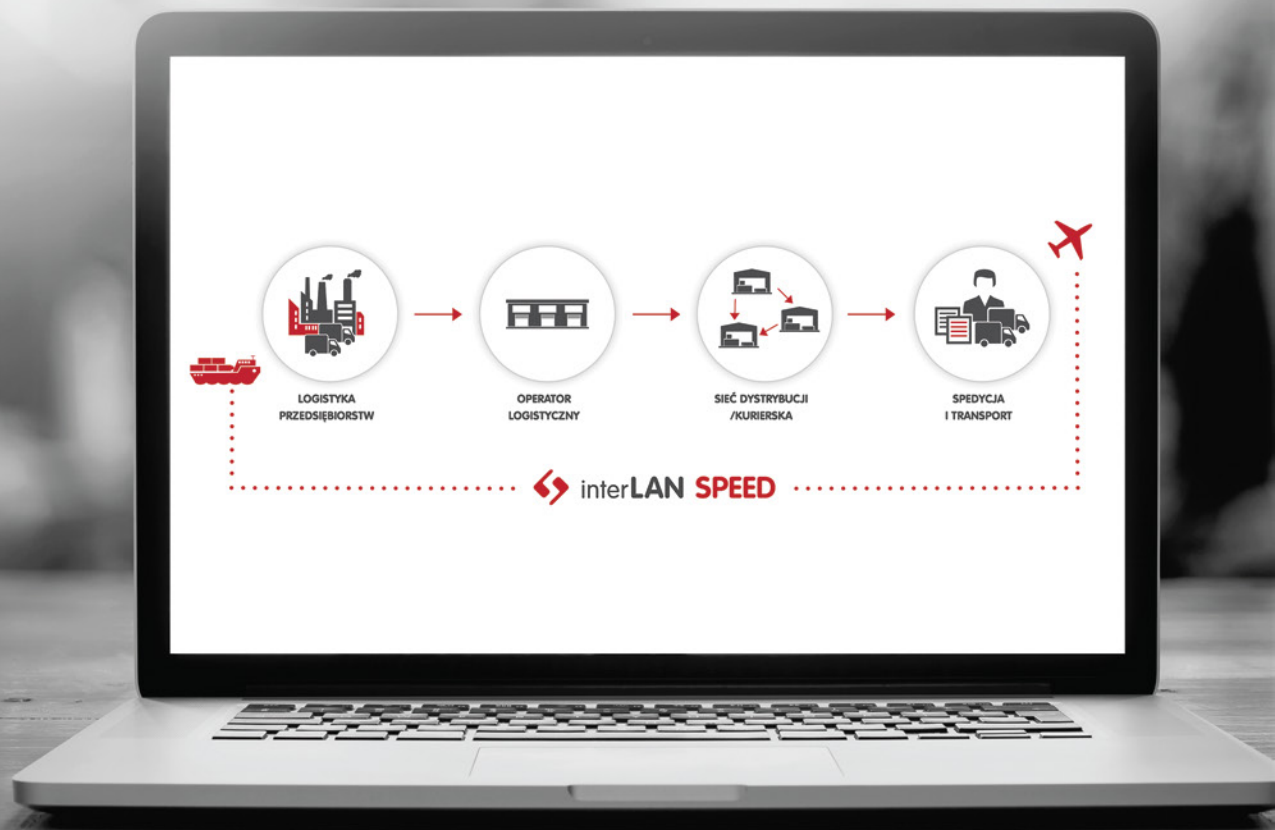 LOGISTYKA
PRZEDSIĘBIORSTW
OPERATOR
LOGISTYCZNY
SIEĆ DYSTRYBUCJI
/KURIERSKA
SPEDYCJA
I TRANSPORT
interLAN SPEED